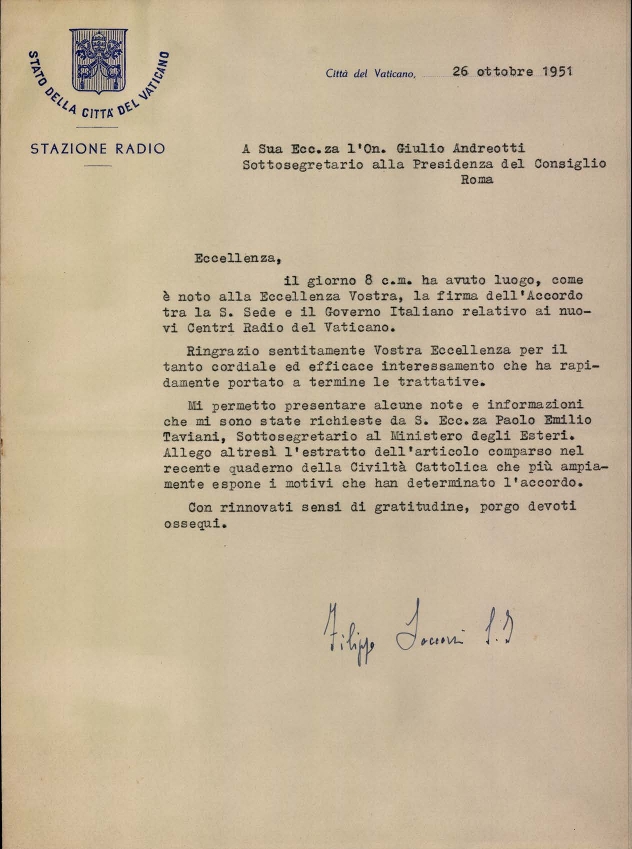 STATO DELLA CITTÀ DEL VATICANO
STAZIONE RADIO
Città del Vaticano, 26 ottobre 1951
A Sua Ecc.za l'On. Giulio Andreotti
Sottosegretario alla Presidenza del Consiglio
Roma
Eccellenza,
il giorno 8 c.m. ha avuto luogo, come
è noto alla Eccellenza Vostra, la firma dell'Accordo
tra la S. Sede e il Governo Italiano relativo ai nuo-
vi Centri Radio del Vaticano.
Ringrazio sentitamente Vostra Eccellenza per il
tanto cordiale ed efficace interessamento che ha rapi-
damente portato a termine le trattative.
Mi permetto presentare alcune note e informazioni
che mi sono state richieste da S. Ecc.za Paolo Emilio
Taviani, Sottosegretario al Ministero degli Esteri.
Allego altresì l'estratto dell'articolo comparso nel
recente quaderno della Civiltà Cattolica che più ampia-
mente espone i motivi che han determinato l'accordo.
Con rinnovati sensi di gratitudine, porgo devoti
ossequi.
Filippo Soccorsi S.J